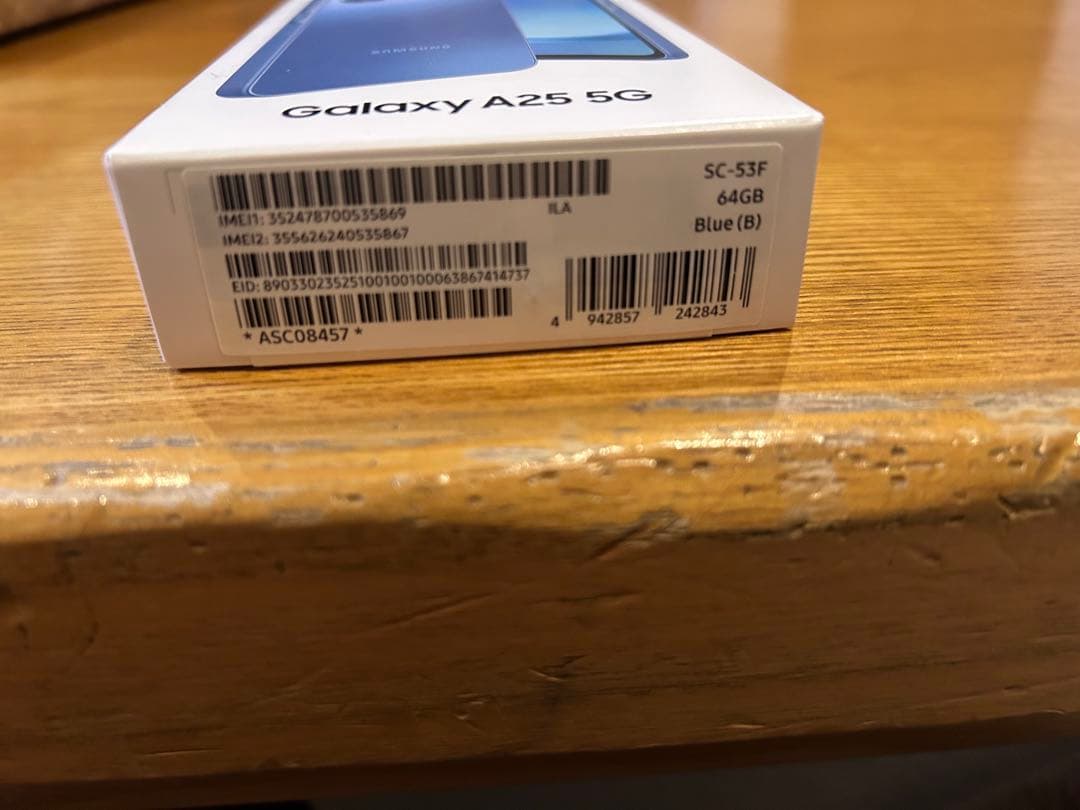 SAMSUNG
Galaxy A25 5G
IMEI1: 352478700535869
ILA
IMEI2: 355626240535867
EID: 89033023525100100100063867414737
* ASC08457 *
SC-53F
64GB
Blue (B)
4 942857 242843